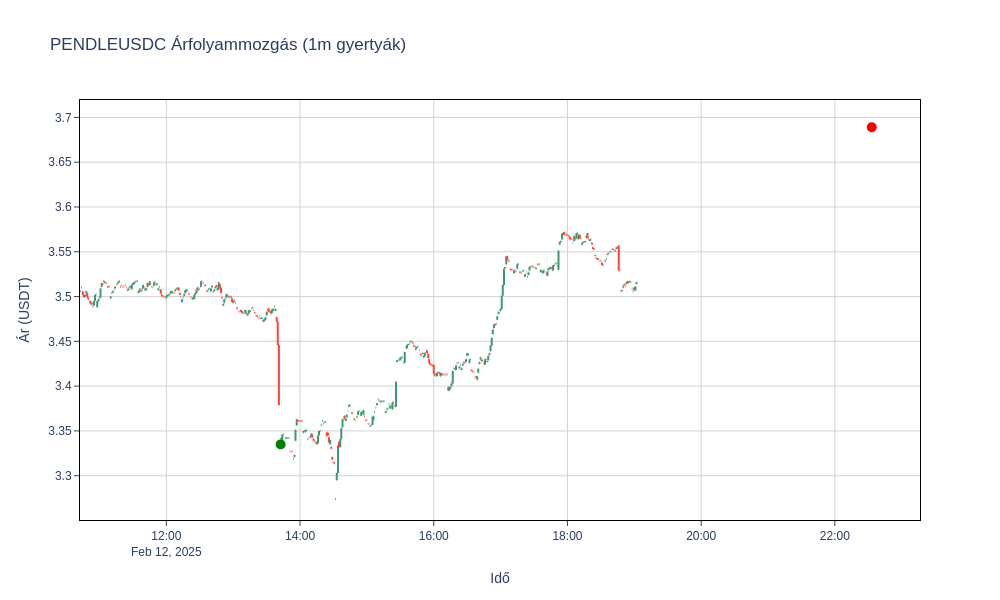 PENDLEUSDC Árfolyammozgás (1m gyertyák)
3.7
3.65
3.6
3.55
3.5
3.45
3.4
3.35
3.3
Ár (USDT)
12:00 14:00 16:00 18:00 20:00 22:00
Feb 12, 2025
Idő